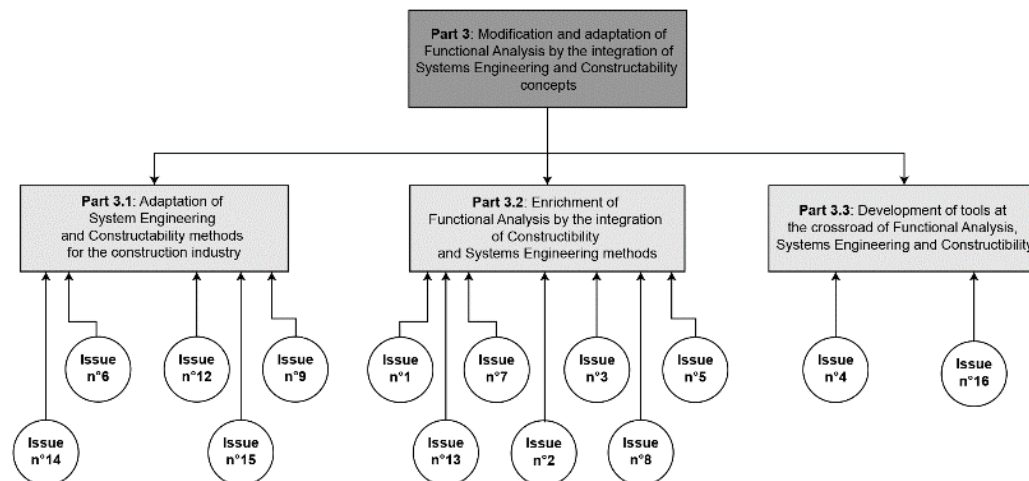 Part 3: Modification and adaptation of
Functional Analysis by the integration of
Systems Engineering and Constructability
concepts
Part 3.1: Adaptation of
System Engineering
and Constructability methods
for the construction industry
Part 3.2: Enrichment of
Functional Analysis by the integration
of Constructibility
and Systems Engineering methods
Part 3.3: Development of tools at
the crossroad of Functional Analysis,
Systems Engineering and Constructibility
Issue
n°6
Issue
n°12
Issue
n°9
Issue
n°1
Issue
n°7
Issue
n°3
Issue
n°5
Issue
n°4
Issue
n°16
Issue
n°14
Issue
n°15
Issue
n°13
Issue
n°2
Issue
n°8